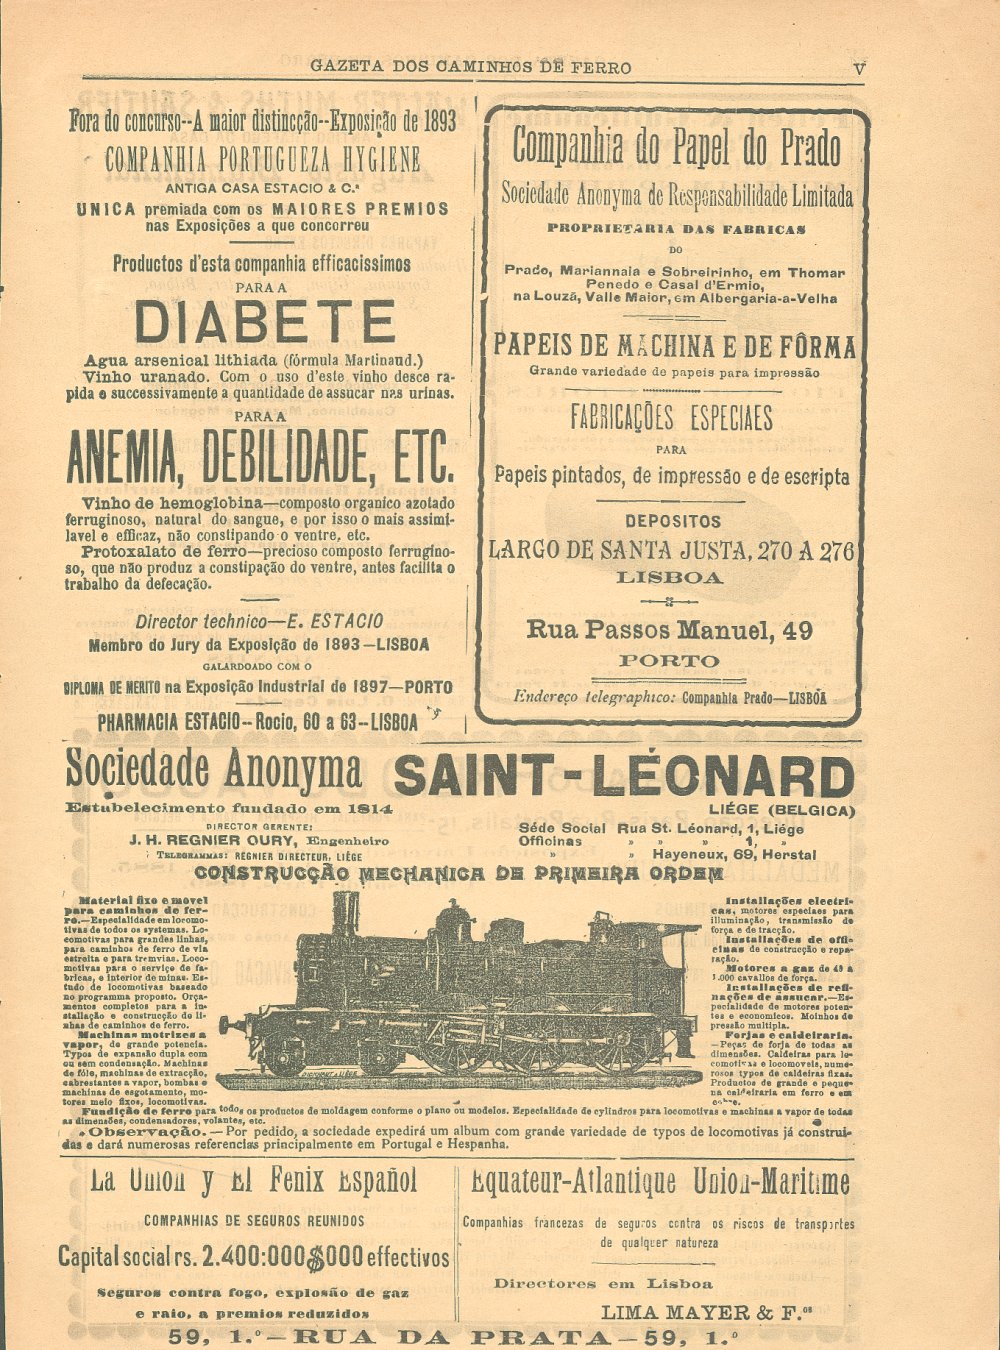 GAZETA DOS CAMINHOS DE FERRO
V
Fora do concurso--A maior distincção--Exposição de 1893
COMPANHIA PORTUGUEZA HYGIENE
ANTIGA CASA ESTACIO & C.ª
UNICA premiada com os MAIORES PREMIOS
nas Exposições a que concorreu
Productos d'esta companhia efficacissimos
PARA A
DIABETE
Agua arsenical lithiada (fórmula Martinaud.)
Vinho uranado. Com o uso d'este vinho desce ra-
pida e successivamente a quantidade de assucar nas urinas.
PARA A
ANEMIA, DEBILIDADE, ETC.
Vinho de hemoglobina—composto organico azotado
ferruginoso, natural do sangue, e por isso o mais assimi-
lavel e efficaz, não constipando o ventre, etc.
Protoxalato de ferro—precioso composto ferrugino-
so, que não produz a constipação do ventre, antes facilita o
trabalho da defecação.
Director technico—E. ESTACIO
Membro do Jury da Exposição de 1893—LISBOA
GALARDOADO COM O
DIPLOMA DE MERITO na Exposição Industrial de 1897—PORTO
PHARMACIA ESTACIO--Rocio, 60 a 63--LISBOA
Companhia do Papel do Prado
Sociedade Anonyma de Responsabilidade Limitada
PROPRIETARIA DAS FABRICAS
DO
Prado, Mariannaia e Sobreirinho, em Thomar
Penedo e Casal d'Ermio,
na Louzã, Valle Maior, em Albergaria-a-Velha
PAPEIS DE MACHINA E DE FÔRMA
Grande variedade de papeis para impressão
FABRICAÇÕES ESPECIAES
PARA
Papeis pintados, de impressão e de escripta
DEPOSITOS
LARGO DE SANTA JUSTA, 270 A 276
LISBOA
Rua Passos Manuel, 49
PORTO
Endereço telegraphico: Companhia Prado—LISBÔA
Sociedade Anonyma SAINT-LÉONARD
Estabelecimento fundado em 1814
LIÉGE (BELGICA)
DIRECTOR GERENTE:
J. H. REGNIER OURY, Engenheiro
TELEGRAMMAS: REGNIER DIRECTEUR, LIÉGE
Séde Social Rua St. Léonard, 1, Liége
Officinas » » » 1, »
» Hayeneux, 69, Herstal
CONSTRUCÇÃO MECHANICA DE PRIMEIRA ORDEM
Material fixo e movel
para caminhos de fer-
ro.—Especialidade em locomo-
tivas de todos os systemas. Lo-
comotivas para grandes linhas,
para caminhos de ferro de via
estreita e para tremvias. Loco-
motivas para o serviço de fa-
bricas, e interior de minas. Es-
tudo de locomotivas baseado
no programma proposto. Orça-
mentos completos para a in-
stallação e construcção de li-
nhas de caminhos de ferro.
Machinas motrizes a
vapor, de grande potencia.
Typos de expansão dupla com
ou sem condensação. Machinas
de fóle, machinas de extracção,
cabrestantes a vapor, bombas e
machinas de esgotamento, mo-
tores meio fixos, locomotivas.
Installações electri-
cas, motores especiaes para
illuminação, transmissão de
força e de tracção.
Installações de offi-
cinas de construcção e repa-
ração.
Motores a gaz de 45 a
1.000 cavallos de força.
Installações de refi-
nações de assucar.—Es-
pecialidade de motores poten-
tes e economicos. Moinhos de
pressão multipla.
Forjas e caldeiraria.
—Peças de forja de todas as
dimensões. Caldeiras para lo-
comotivas e locomoveis, nume-
rosos typos de caldeiras fixas.
Productos de grande e peque-
na caldeiraria em ferro e em
cobre.
Fundição de ferro para todos os productos de moldagem conforme o plano ou modelos. Especialidade de cylindros para locomotivas e machinas a vapor de todas
as dimensões, condensadores, volantes, etc.
Observação.—Por pedido, a sociedade expedirá um album com grande variedade de typos de locomotivas já construi-
das e dará numerosas referencias principalmente em Portugal e Hespanha.
La Union y El Fenix Español
COMPANHIAS DE SEGUROS REUNIDOS
Capital social rs. 2.400:000$000 effectivos
Seguros contra fogo, explosão de gaz
e raio, a premios reduzidos
Equateur-Atlantique Union-Maritime
Companhias francezas de seguros contra os riscos de transportes
de qualquer natureza
Directores em Lisboa
LIMA MAYER & F.os
59, 1.º—RUA DA PRATA—59, 1.º